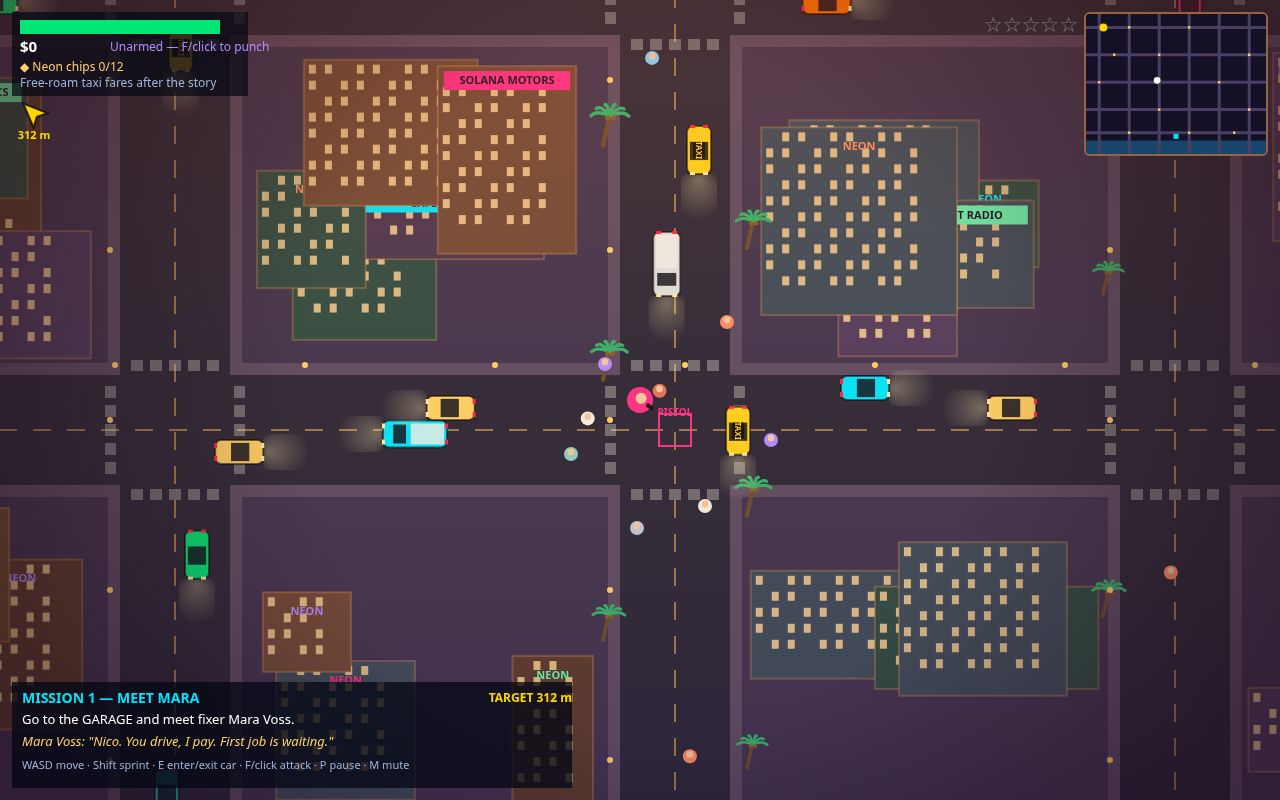 $0
Unarmed — F/click to punch
◆ Neon chips 0/12
Free-roam taxi fares after the story
☆☆☆☆☆
312 m
SOLANA MOTORS
TAXI
NEON
T RADIO
PISTOL
TAXI
NEON
NEON
NEON
MISSION 1 — MEET MARA
TARGET 312 m
Go to the GARAGE and meet fixer Mara Voss.
Mara Voss: "Nico. You drive, I pay. First job is waiting."
WASD move · Shift sprint · E enter/exit car · F/click attack · P pause · M mute